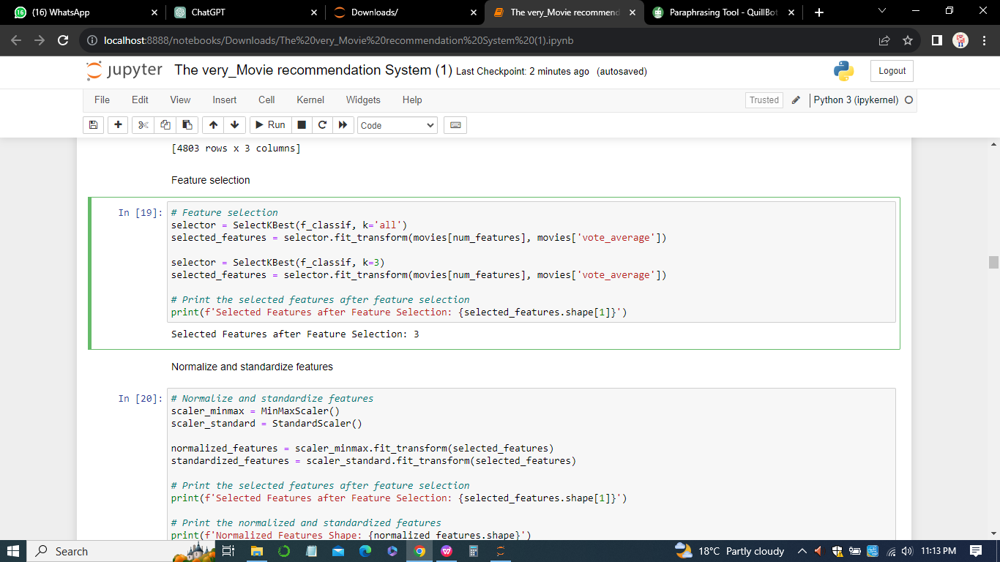 (16) WhatsApp
ChatGPT
Downloads/
The very_Movie recommend
Paraphrasing Tool - QuillBot
localhost:8888/notebooks/Downloads/The%20very_Movie%20recommendation%20System%20(1).ipynb
jupyter The very_Movie recommendation System (1) Last Checkpoint: 2 minutes ago (autosaved)
Logout
File Edit View Insert Cell Kernel Widgets Help
Trusted
Python 3 (ipykernel)
Run
Code
[4803 rows x 3 columns]
Feature selection
In [19]:
# Feature selection
selector = SelectKBest(f_classif, k='all')
selected_features = selector.fit_transform(movies[num_features], movies['vote_average'])
selector = SelectKBest(f_classif, k=3)
selected_features = selector.fit_transform(movies[num_features], movies['vote_average'])
# Print the selected features after feature selection
print(f'Selected Features after Feature Selection: {selected_features.shape[1]}')
Selected Features after Feature Selection: 3
Normalize and standardize features
In [20]:
# Normalize and standardize features
scaler_minmax = MinMaxScaler()
scaler_standard = StandardScaler()
normalized_features = scaler_minmax.fit_transform(selected_features)
standardized_features = scaler_standard.fit_transform(selected_features)
# Print the selected features after feature selection
print(f'Selected Features after Feature Selection: {selected_features.shape[1]}')
# Print the normalized and standardized features
print(f'Normalized Features Shape: {normalized_features.shape}')
Search
18°C Partly cloudy
11:13 PM